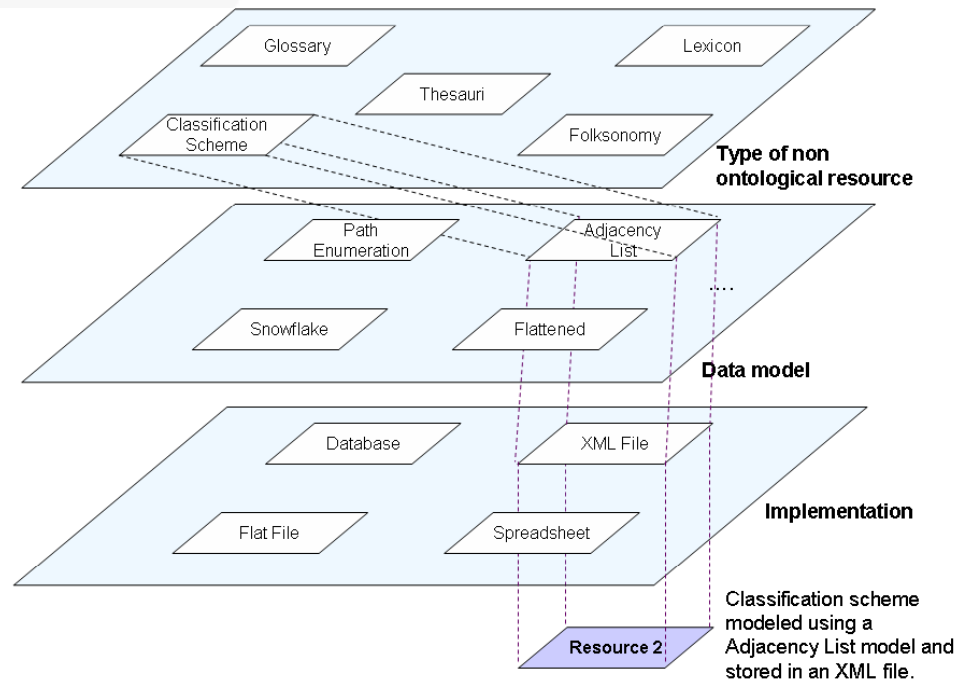 Glossary
Lexicon
Thesauri
Classification
Scheme
Folksonomy
Type of non
ontological resource
Path
Enumeration
Adjacency
List
....
Snowflake
Flattened
Data model
Database
XML File
Implementation
Flat File
Spreadsheet
Classification scheme
modeled using a
Adjacency List model and
stored in an XML file.
Resource 2